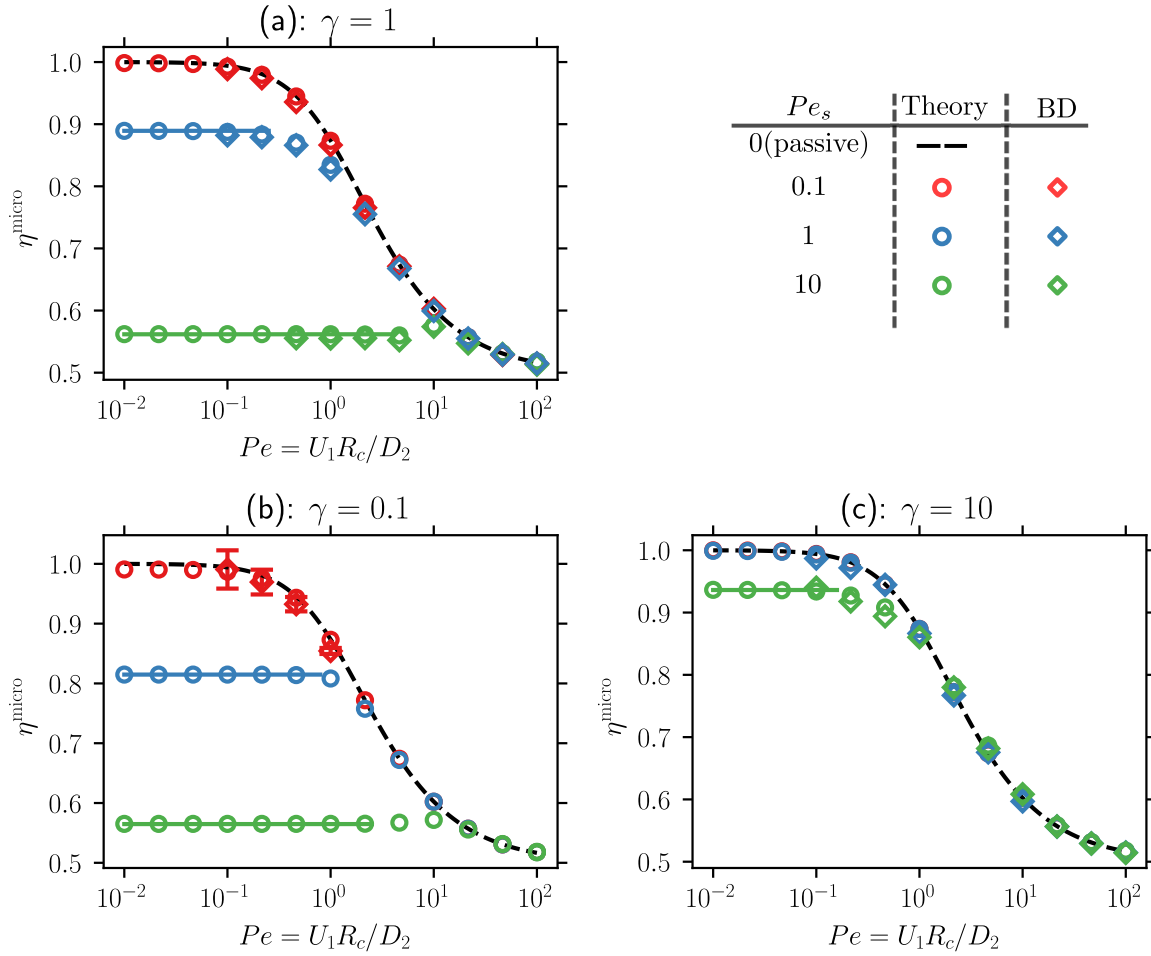 (a): γ = 1
1.0
0.9
0.8
0.7
0.6
0.5
η^micro
10^−2 10^−1 10^0 10^1 10^2
Pe = U_1R_c/D_2
Pe_s Theory BD
0(passive)
0.1
1
10
(b): γ = 0.1
1.0
0.9
0.8
0.7
0.6
0.5
η^micro
10^−2 10^−1 10^0 10^1 10^2
Pe = U_1R_c/D_2
(c): γ = 10
1.0
0.9
0.8
0.7
0.6
0.5
η^micro
10^−2 10^−1 10^0 10^1 10^2
Pe = U_1R_c/D_2